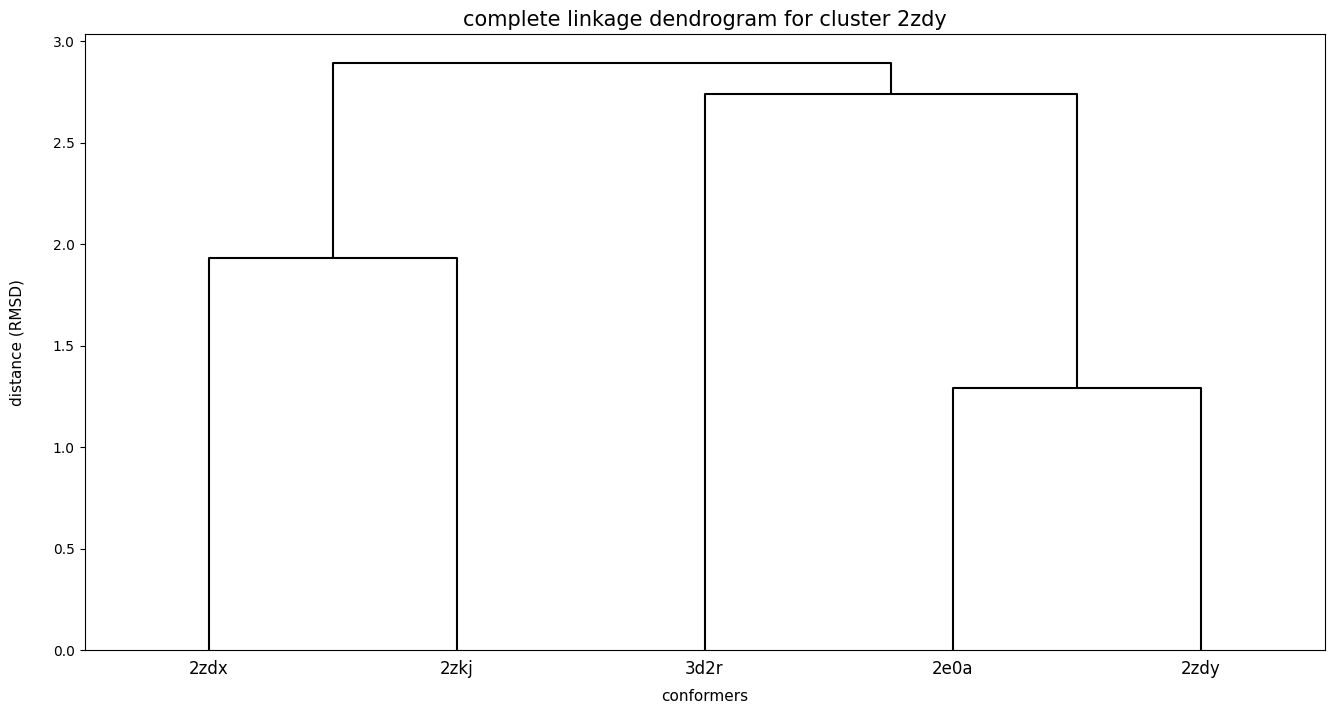 complete linkage dendrogram for cluster 2zdy
3.0
2.5
2.0
1.5
1.0
0.5
0.0
distance (RMSD)
2zdx 2zkj 3d2r 2e0a 2zdy
conformers